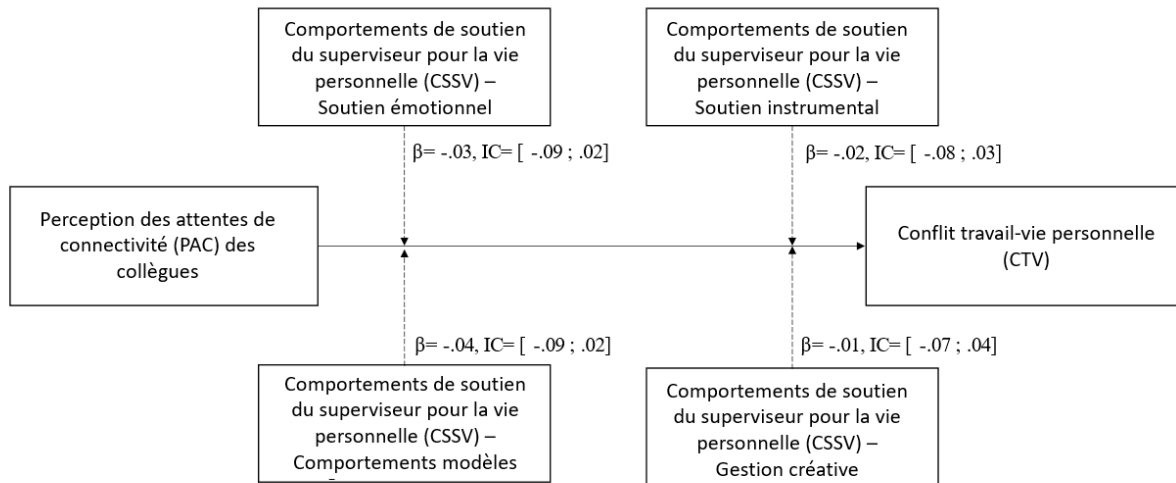 Comportements de soutien
du superviseur pour la vie
personnelle (CSSV) –
Soutien émotionnel
Comportements de soutien
du superviseur pour la vie
personnelle (CSSV) –
Soutien instrumental
β= -.03, IC= [ -.09 ; .02]
β= -.02, IC= [ -.08 ; .03]
Perception des attentes de
connectivité (PAC) des
collègues
Conflit travail-vie personnelle
(CTV)
β= -.04, IC= [ -.09 ; .02]
β= -.01, IC= [ -.07 ; .04]
Comportements de soutien
du superviseur pour la vie
personnelle (CSSV) –
Comportements modèles
Comportements de soutien
du superviseur pour la vie
personnelle (CSSV) –
Gestion créative